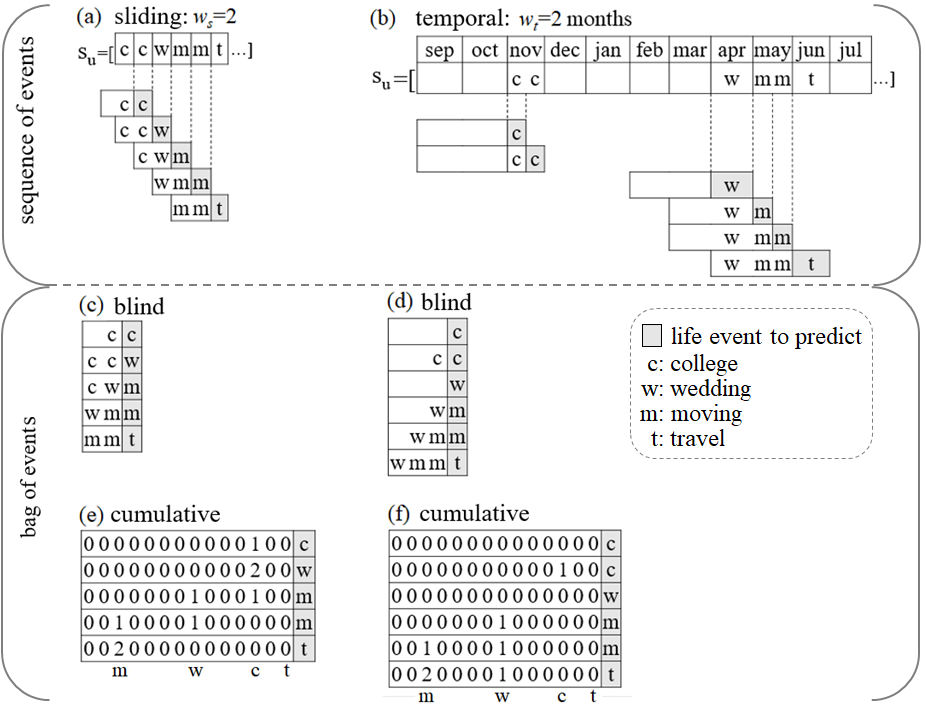 (a) sliding: wₛ=2
Sᵤ=[ c c w m m t ...]
c c
c c w
c w m
w m m
m m t
(b) temporal: wₜ=2 months
sep oct nov dec jan feb mar apr may jun jul
Sᵤ=[ c c w m m t ...]
c
c c
w
w m
w m m
w m m t
sequence of events
(c) blind
c c
c c w
c w m
w m m
m m t
(d) blind
c
c c
w
w m
w m m
w m m t
life event to predict
c: college
w: wedding
m: moving
t: travel
bag of events
(e) cumulative
0 0 0 0 0 0 0 0 0 0 0 1 0 0 c
0 0 0 0 0 0 0 0 0 0 0 2 0 0 w
0 0 0 0 0 0 0 1 0 0 0 1 0 0 m
0 0 1 0 0 0 0 1 0 0 0 0 0 0 m
0 0 2 0 0 0 0 0 0 0 0 0 0 0 t
m w c t
(f) cumulative
0 0 0 0 0 0 0 0 0 0 0 0 0 0 c
0 0 0 0 0 0 0 0 0 0 0 1 0 0 c
0 0 0 0 0 0 0 0 0 0 0 0 0 0 w
0 0 0 0 0 0 0 1 0 0 0 0 0 0 m
0 0 1 0 0 0 0 1 0 0 0 0 0 0 m
0 0 2 0 0 0 0 1 0 0 0 0 0 0 t
m w c t